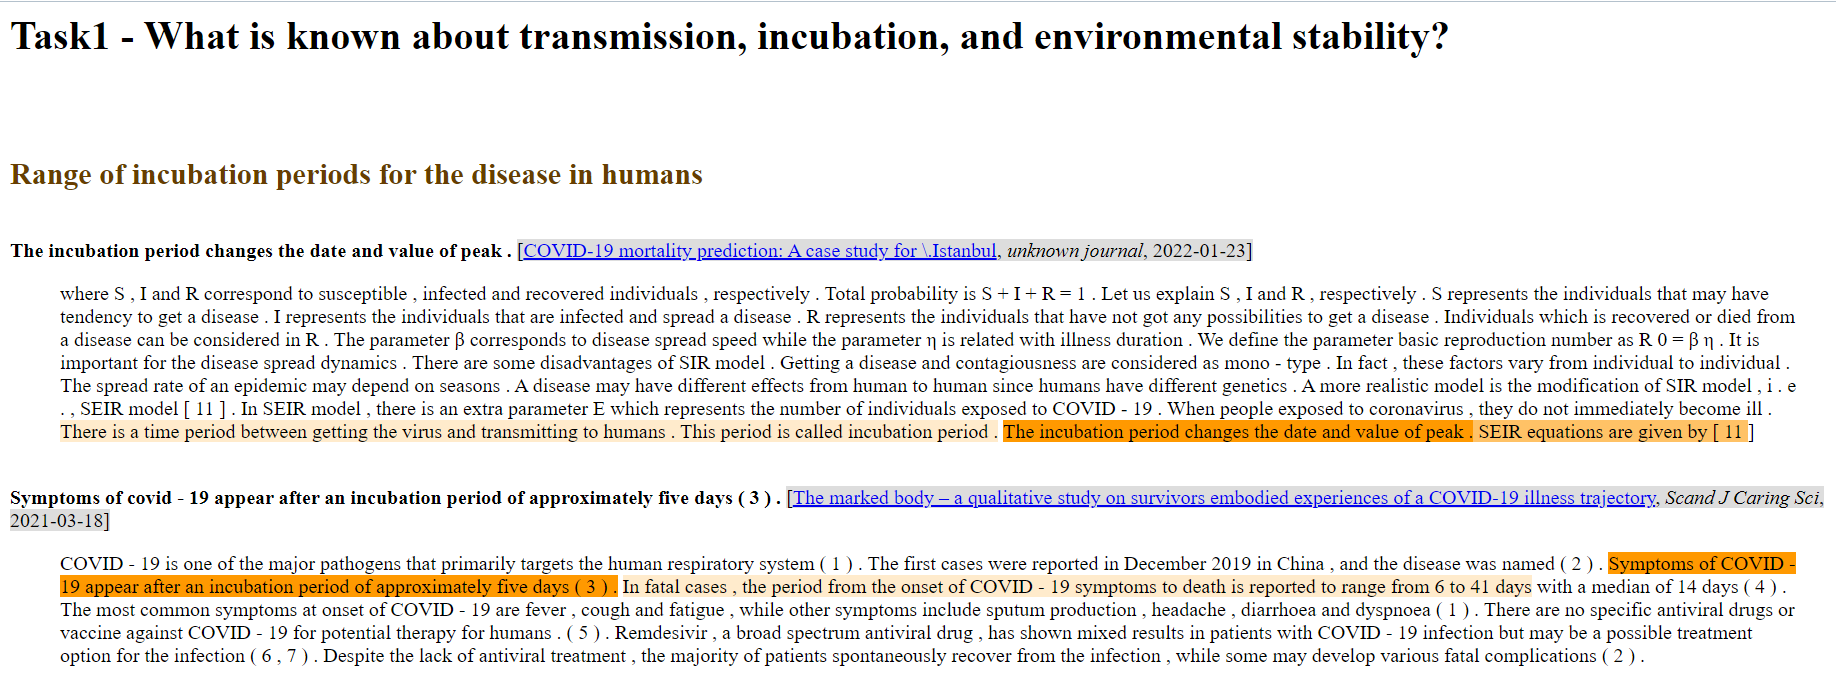 Task1 - What is known about transmission, incubation, and environmental stability?
Range of incubation periods for the disease in humans
The incubation period changes the date and value of peak . [COVID-19 mortality prediction: A case study for \.Istanbul, unknown journal, 2022-01-23]
where S , I and R correspond to susceptible , infected and recovered individuals , respectively . Total probability is S + I + R = 1 . Let us explain S , I and R , respectively . S represents the individuals that may have
tendency to get a disease . I represents the individuals that are infected and spread a disease . R represents the individuals that have not got any possibilities to get a disease . Individuals which is recovered or died from
a disease can be considered in R . The parameter β corresponds to disease spread speed while the parameter η is related with illness duration . We define the parameter basic reproduction number as R 0 = β η . It is
important for the disease spread dynamics . There are some disadvantages of SIR model . Getting a disease and contagiousness are considered as mono - type . In fact , these factors vary from individual to individual .
The spread rate of an epidemic may depend on seasons . A disease may have different effects from human to human since humans have different genetics . A more realistic model is the modification of SIR model , i . e
. , SEIR model [ 11 ] . In SEIR model , there is an extra parameter E which represents the number of individuals exposed to COVID - 19 . When people exposed to coronavirus , they do not immediately become ill .
There is a time period between getting the virus and transmitting to humans . This period is called incubation period . The incubation period changes the date and value of peak . SEIR equations are given by [ 11 ]
Symptoms of covid - 19 appear after an incubation period of approximately five days ( 3 ) . [The marked body – a qualitative study on survivors embodied experiences of a COVID-19 illness trajectory, Scand J Caring Sci,
2021-03-18]
COVID - 19 is one of the major pathogens that primarily targets the human respiratory system ( 1 ) . The first cases were reported in December 2019 in China , and the disease was named ( 2 ) . Symptoms of COVID -
19 appear after an incubation period of approximately five days ( 3 ) . In fatal cases , the period from the onset of COVID - 19 symptoms to death is reported to range from 6 to 41 days with a median of 14 days ( 4 ) .
The most common symptoms at onset of COVID - 19 are fever , cough and fatigue , while other symptoms include sputum production , headache , diarrhoea and dyspnoea ( 1 ) . There are no specific antiviral drugs or
vaccine against COVID - 19 for potential therapy for humans . ( 5 ) . Remdesivir , a broad spectrum antiviral drug , has shown mixed results in patients with COVID - 19 infection but may be a possible treatment
option for the infection ( 6 , 7 ) . Despite the lack of antiviral treatment , the majority of patients spontaneously recover from the infection , while some may develop various fatal complications ( 2 ) .